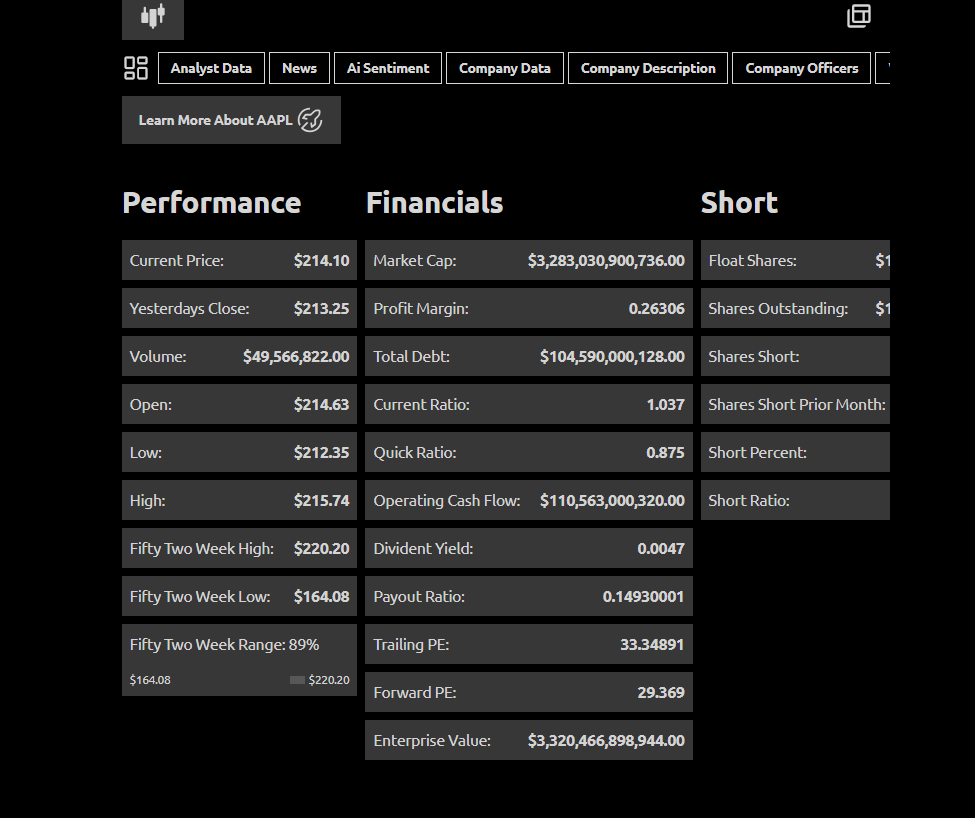 Analyst Data
News
Ai Sentiment
Company Data
Company Description
Company Officers
Learn More About AAPL
Performance
Current Price: $214.10
Yesterdays Close: $213.25
Volume: $49,566,822.00
Open: $214.63
Low: $212.35
High: $215.74
Fifty Two Week High: $220.20
Fifty Two Week Low: $164.08
Fifty Two Week Range: 89%
$164.08 $220.20
Financials
Market Cap: $3,283,030,900,736.00
Profit Margin: 0.26306
Total Debt: $104,590,000,128.00
Current Ratio: 1.037
Quick Ratio: 0.875
Operating Cash Flow: $110,563,000,320.00
Divident Yield: 0.0047
Payout Ratio: 0.14930001
Trailing PE: 33.34891
Forward PE: 29.369
Enterprise Value: $3,320,466,898,944.00
Short
Float Shares: $1
Shares Outstanding: $1
Shares Short:
Shares Short Prior Month:
Short Percent:
Short Ratio: